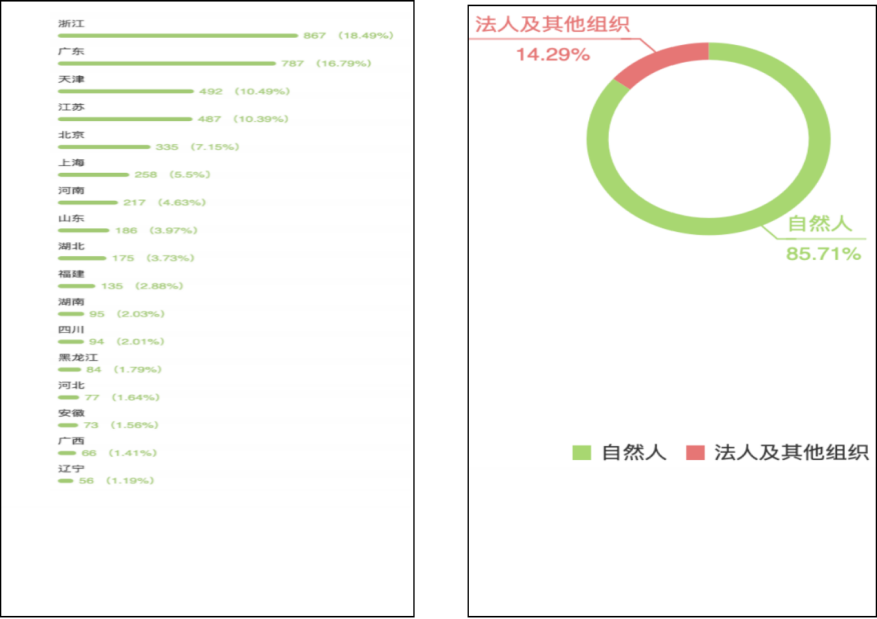 浙江
867 （18.49%）
广东
787 （16.79%）
天津
492 （10.49%）
江苏
487 （10.39%）
北京
335 （7.15%）
上海
258 （5.5%）
河南
217 （4.63%）
山东
186 （3.97%）
湖北
175 （3.73%）
福建
135 （2.88%）
湖南
95 （2.03%）
四川
94 （2.01%）
黑龙江
84 （1.79%）
河北
77 （1.64%）
安徽
73 （1.56%）
广西
66 （1.41%）
辽宁
56 （1.19%）
法人及其他组织
14.29%
自然人
85.71%
自然人 法人及其他组织